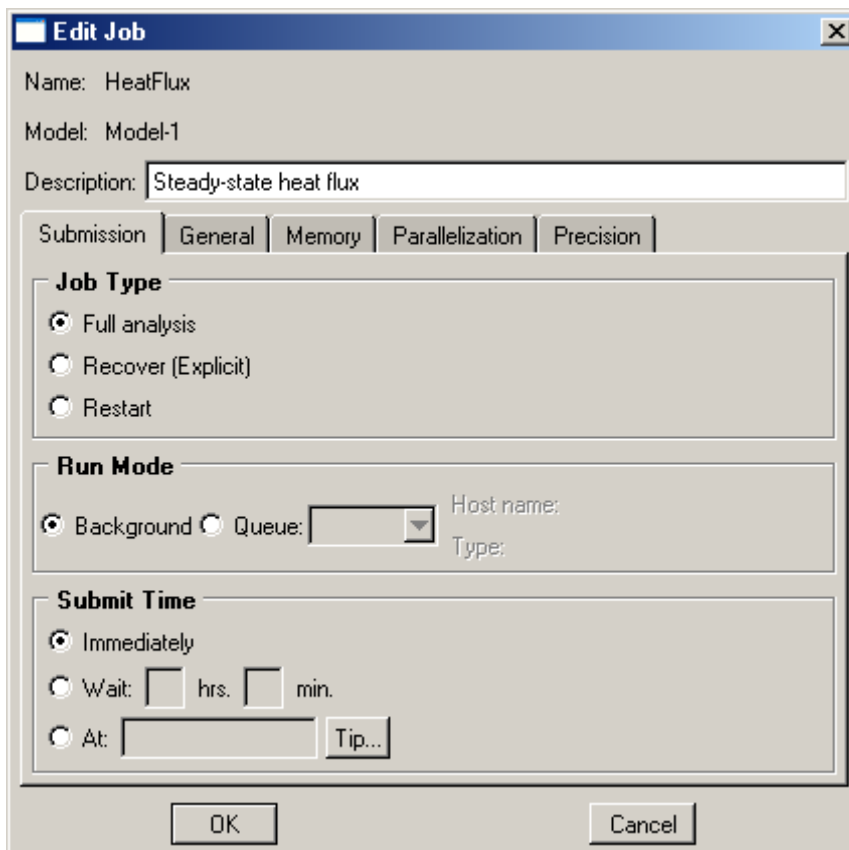 Edit Job
Name: HeatFlux
Model: Model-1
Description: Steady-state heat flux
Submission General Memory Parallelization Precision
Job Type
Full analysis
Recover (Explicit)
Restart
Run Mode
Background Queue: Host name:
Type:
Submit Time
Immediately
Wait: hrs. min.
At: Tip...
OK Cancel